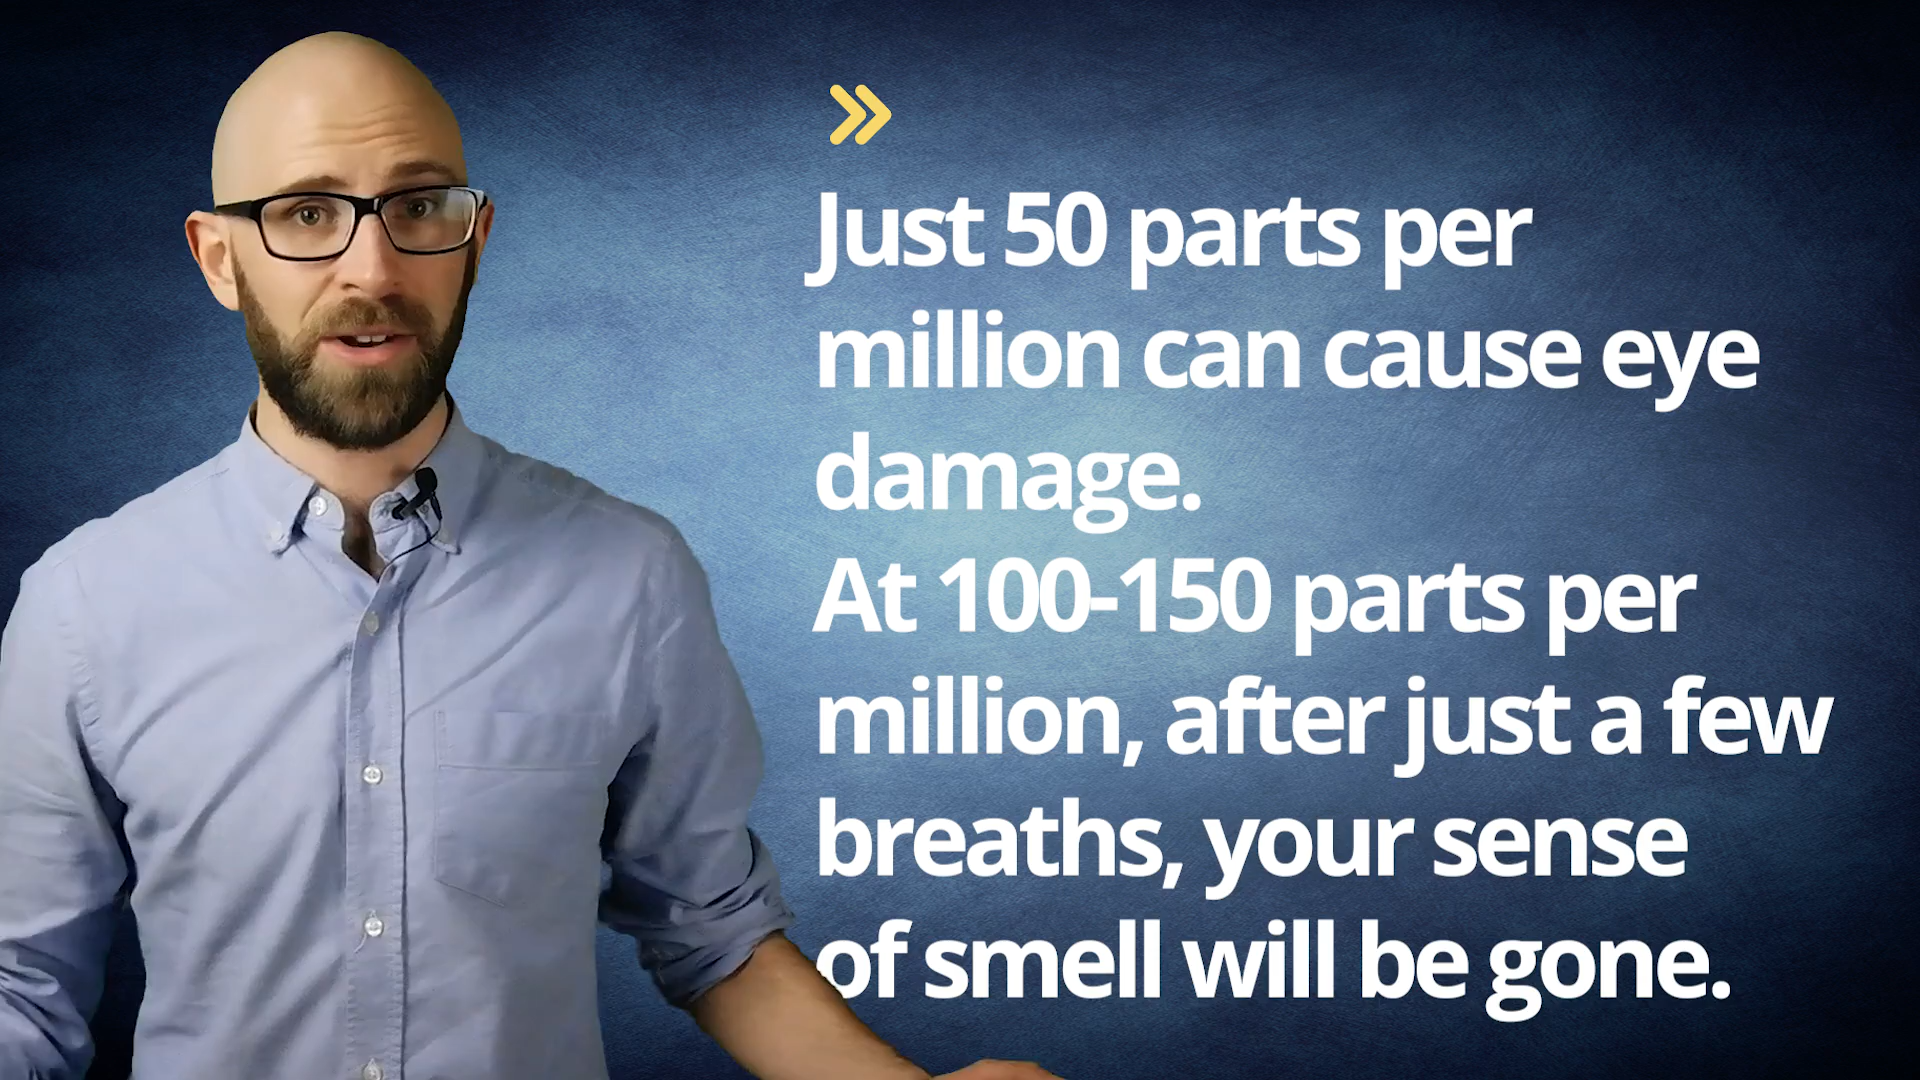 Just 50 parts per
million can cause eye
damage.
At 100-150 parts per
million, after just a few
breaths, your sense
of smell will be gone.